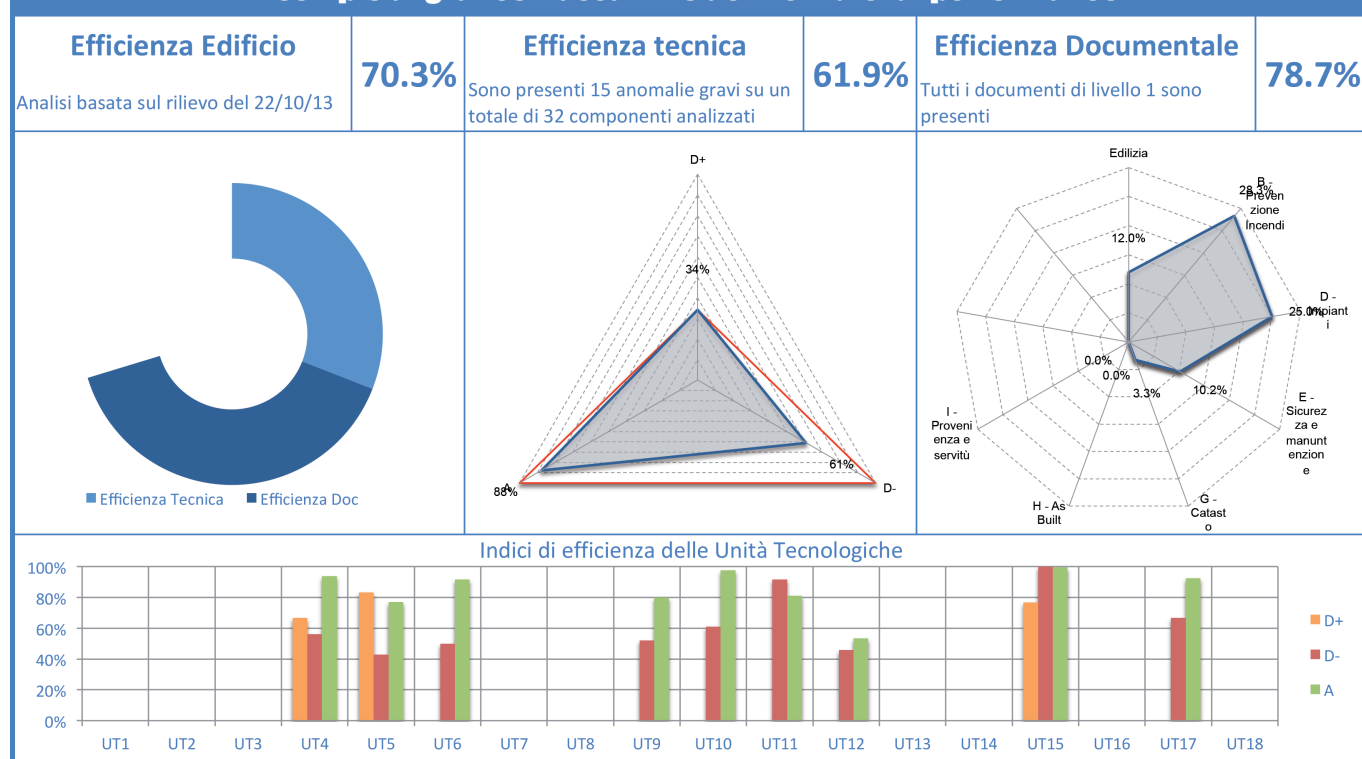 Efficienza Edificio
70.3%
Analisi basata sul rilievo del 22/10/13
Efficienza tecnica
61.9%
Sono presenti 15 anomalie gravi su un
totale di 32 componenti analizzati
Efficienza Documentale
78.7%
Tutti i documenti di livello 1 sono
presenti
Efficienza Tecnica
Efficienza Doc
D+
34%
61%
D-
A
88%
Edilizia
B -
Preven
zione
Incendi
28.3%
12.0%
D -
Impiant
i
25.0%
0.0%
0.0%
3.3%
10.2%
E -
Sicurez
za e
manunt
enzion
e
G -
Catast
o
H - As
Built
I -
Proveni
enza e
servitù
Indici di efficienza delle Unità Tecnologiche
100%
80%
60%
40%
20%
0%
UT1 UT2 UT3 UT4 UT5 UT6 UT7 UT8 UT9 UT10 UT11 UT12 UT13 UT14 UT15 UT16 UT17 UT18
D+
D-
A